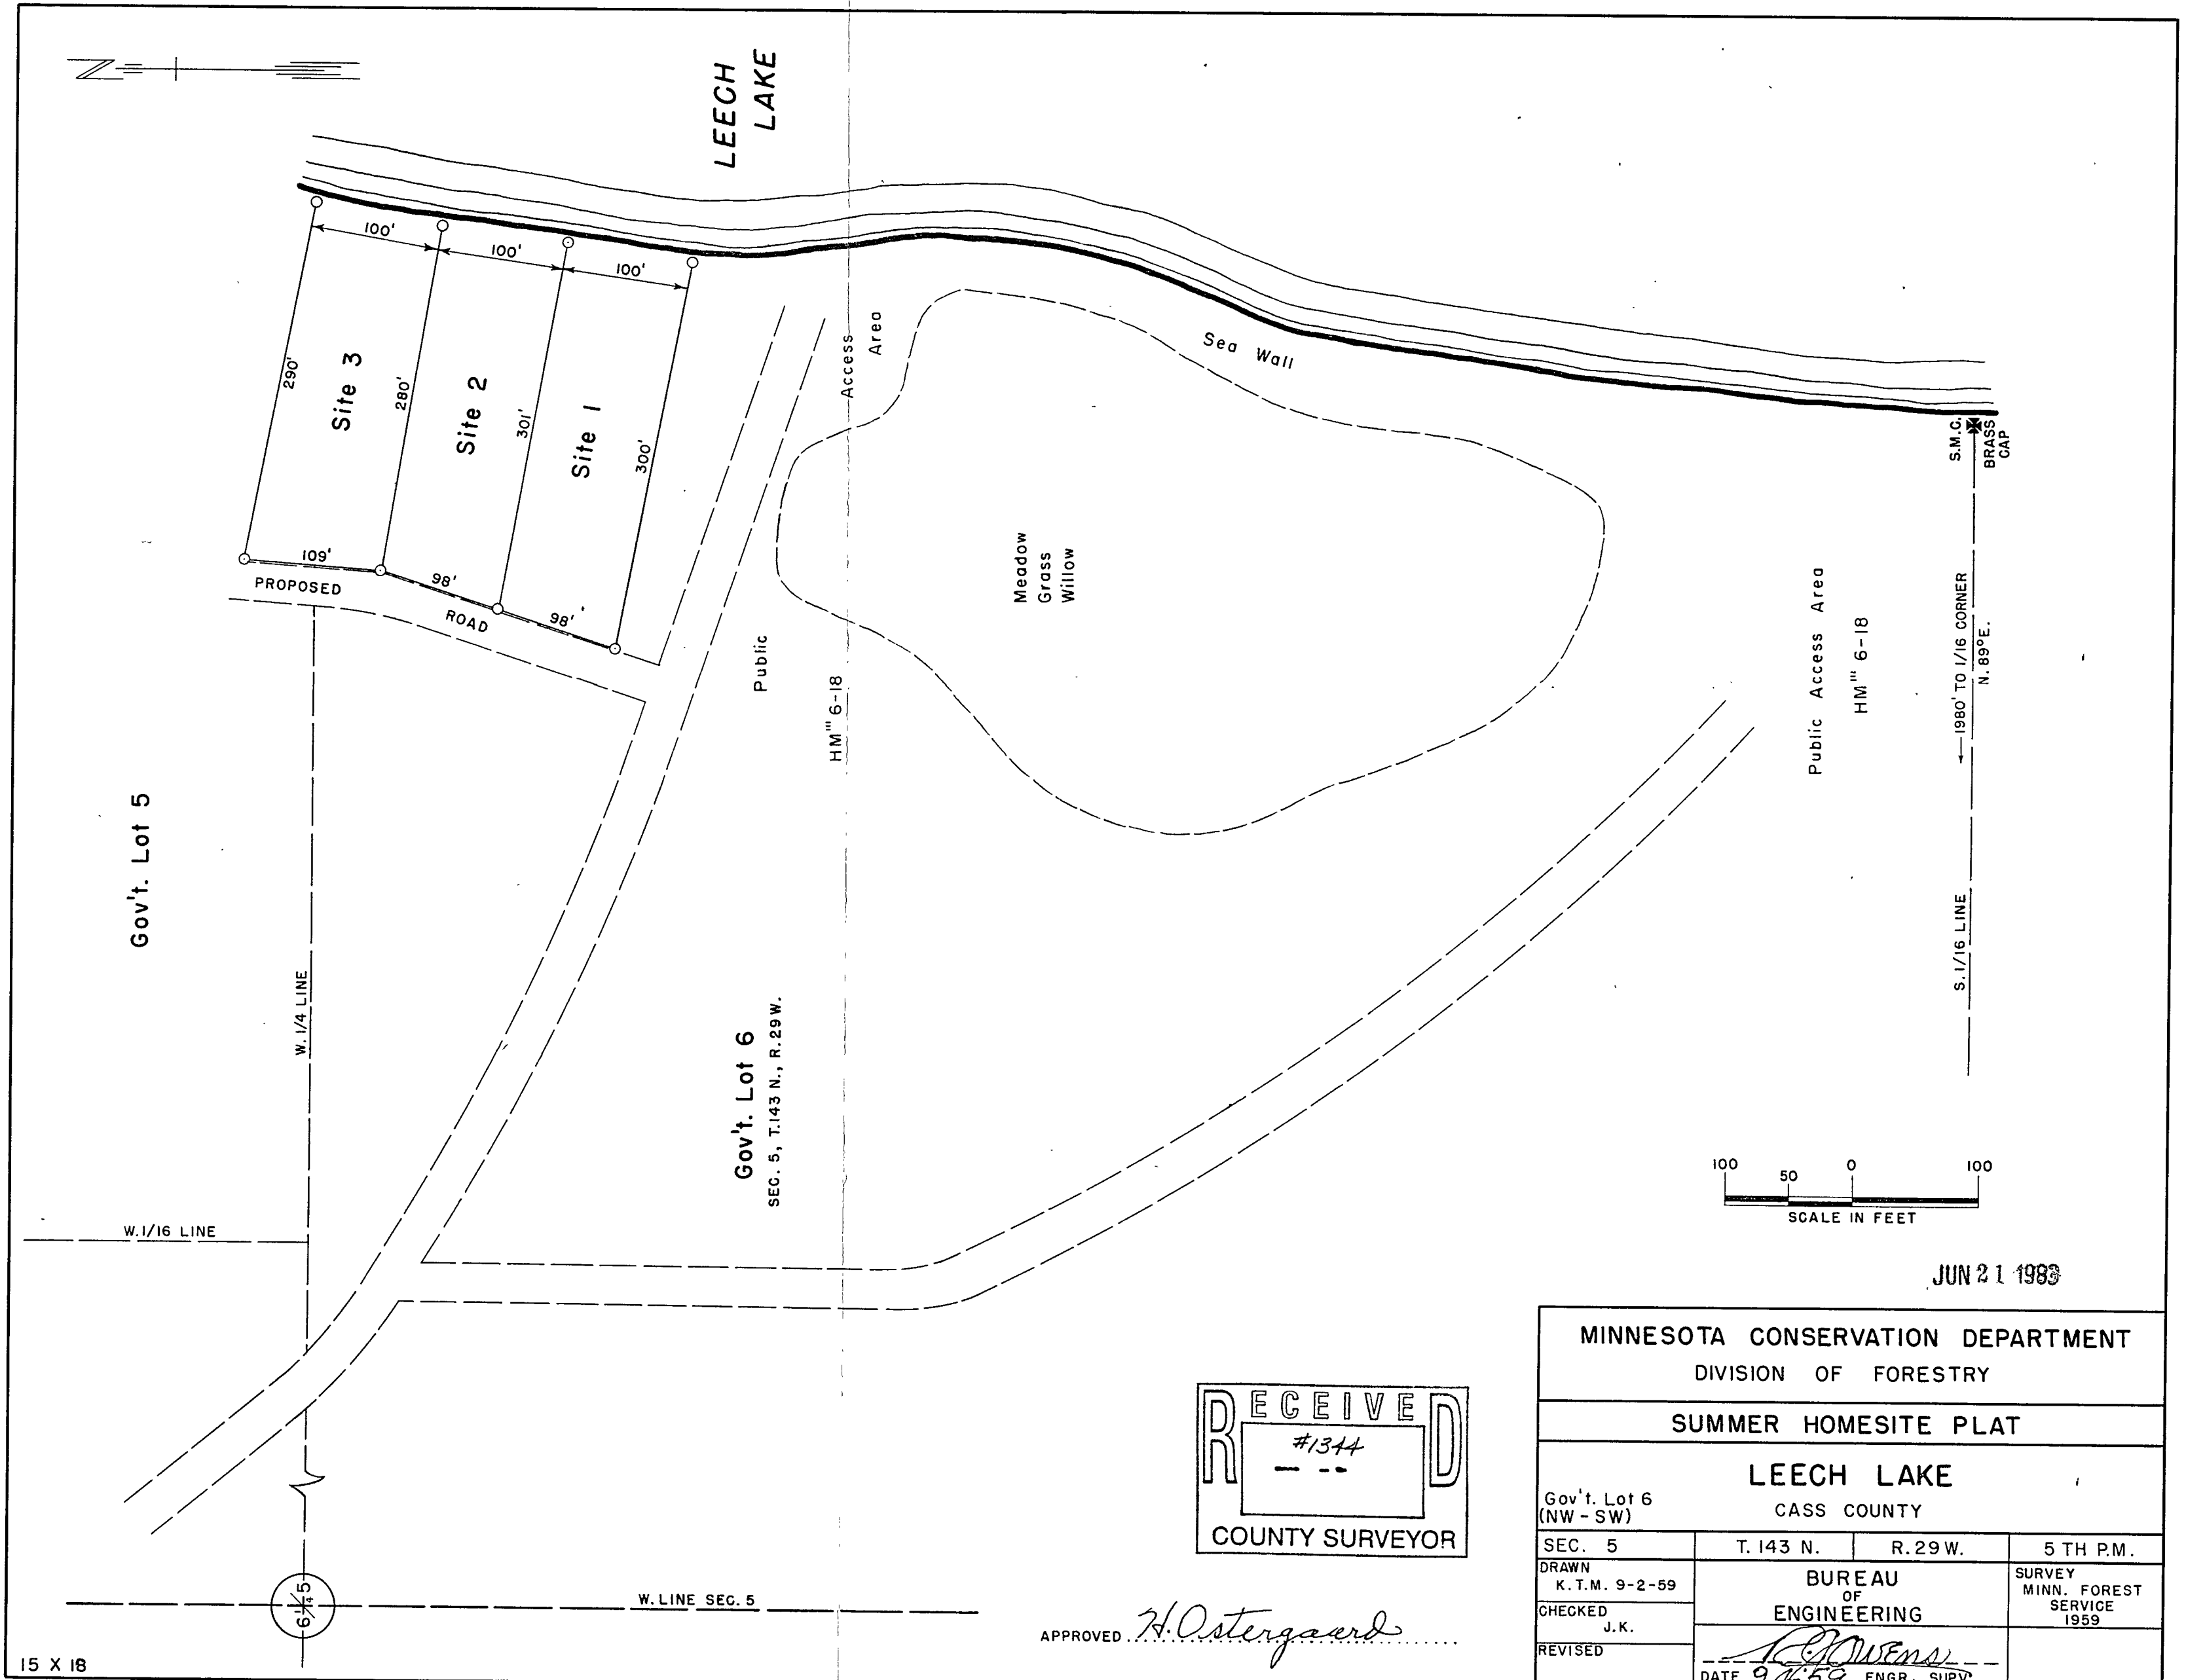 N
LEECH
LAKE
100'
100'
100'
290'
Site 3
280'
Site 2
301'
Site 1
300'
109'
98'
98'
PROPOSED
ROAD
Access
Area
Public
HM''' 6-18
Sea Wall
Meadow
Grass
Willow
Public Access Area
HM''' 6-18
S.M.C.
BRASS
CAP
1980' TO 1/16 CORNER
N. 89° E.
S. 1/16 LINE
Gov't. Lot 5
W. 1/4 LINE
Gov't. Lot 6
SEC. 5, T. 143 N., R. 29 W.
W. 1/16 LINE
100 50 0 100
SCALE IN FEET
JUN 21 1983
RECEIVED
#1344
COUNTY SURVEYOR
6 1/4 5
W. LINE SEC. 5
APPROVED H. Ostergaard
15 X 18
MINNESOTA CONSERVATION DEPARTMENT
DIVISION OF FORESTRY
SUMMER HOMESITE PLAT
LEECH LAKE
CASS COUNTY
Gov't. Lot 6
(NW - SW)
SEC. 5 T. 143 N. R. 29 W. 5 TH P.M.
DRAWN
K. T. M. 9-2-59
CHECKED
J. K.
REVISED
BUREAU
OF
ENGINEERING
SURVEY
MINN. FOREST
SERVICE
1959
Owens
DATE ENGR. SUPV.